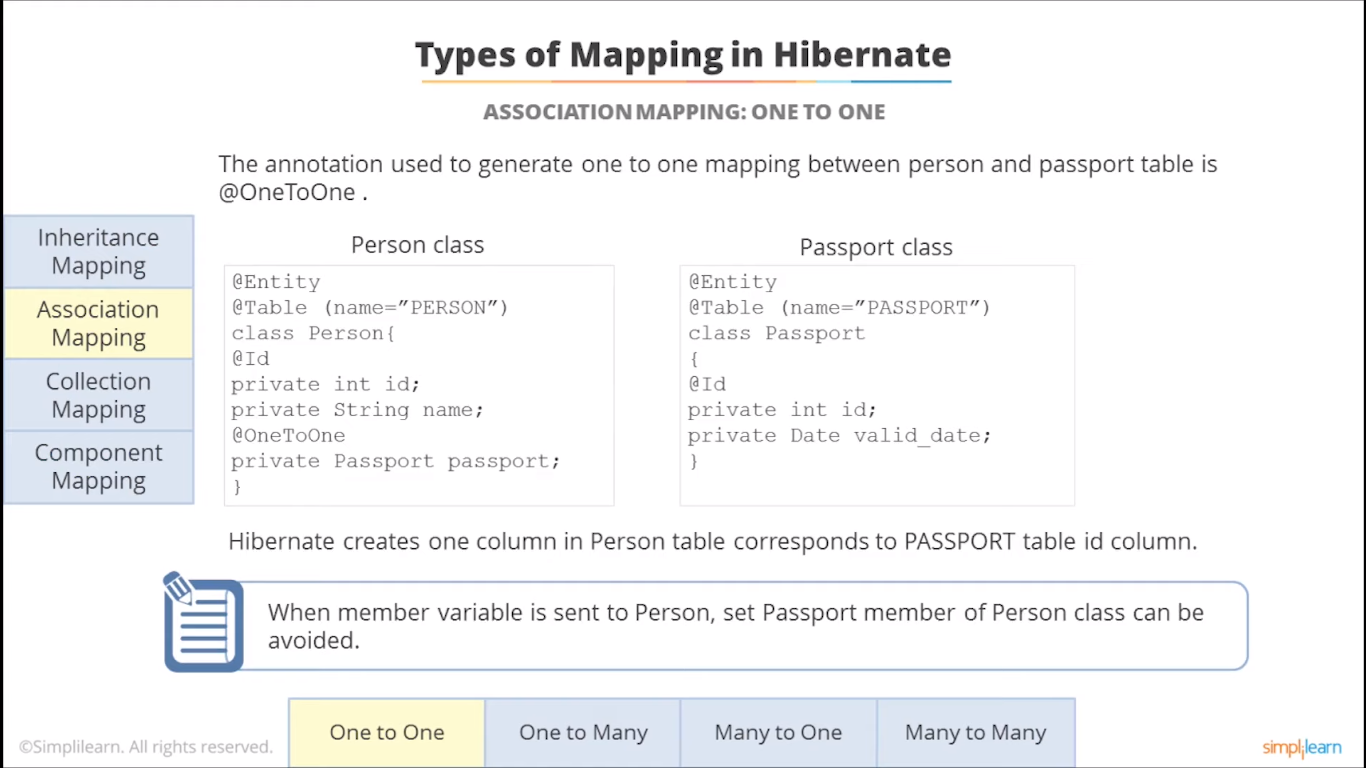 Types of Mapping in Hibernate
ASSOCIATION MAPPING: ONE TO ONE
The annotation used to generate one to one mapping between person and passport table is
@OneToOne .
Inheritance
Mapping
Association
Mapping
Collection
Mapping
Component
Mapping
Person class
@Entity
@Table (name=”PERSON”)
class Person{
@Id
private int id;
private String name;
@OneToOne
private Passport passport;
}
Passport class
@Entity
@Table (name=”PASSPORT”)
class Passport
{
@Id
private int id;
private Date valid_date;
}
Hibernate creates one column in Person table corresponds to PASSPORT table id column.
When member variable is sent to Person, set Passport member of Person class can be
avoided.
One to One
One to Many
Many to One
Many to Many
©Simplilearn. All rights reserved.
simplilearn